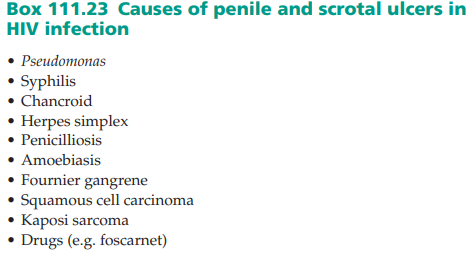 Box 111.23 Causes of penile and scrotal ulcers in
HIV infection
• Pseudomonas
• Syphilis
• Chancroid
• Herpes simplex
• Penicilliosis
• Amoebiasis
• Fournier gangrene
• Squamous cell carcinoma
• Kaposi sarcoma
• Drugs (e.g. foscarnet)